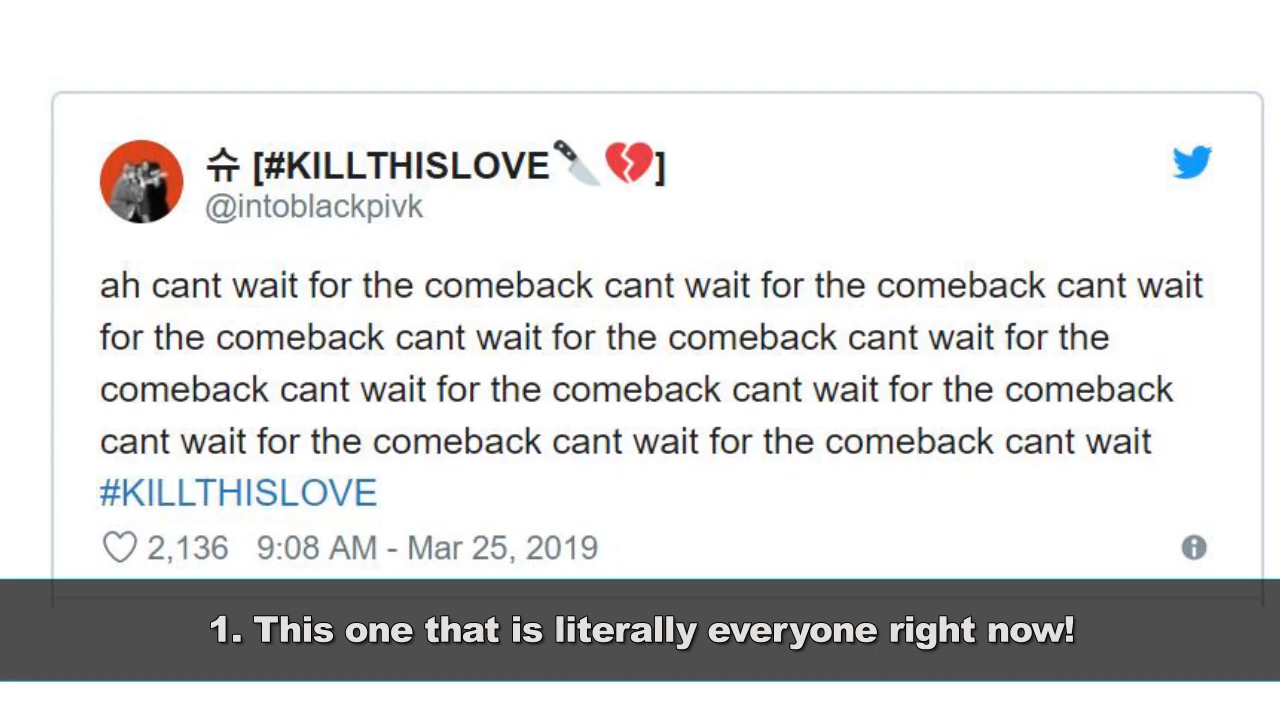 슈 [#KILLTHISLOVE🔪💔]
@intoblackpivk
ah cant wait for the comeback cant wait for the comeback cant wait
for the comeback cant wait for the comeback cant wait for the
comeback cant wait for the comeback cant wait for the comeback
cant wait for the comeback cant wait for the comeback cant wait
#KILLTHISLOVE
2,136 9:08 AM - Mar 25, 2019
1. This one that is literally everyone right now!